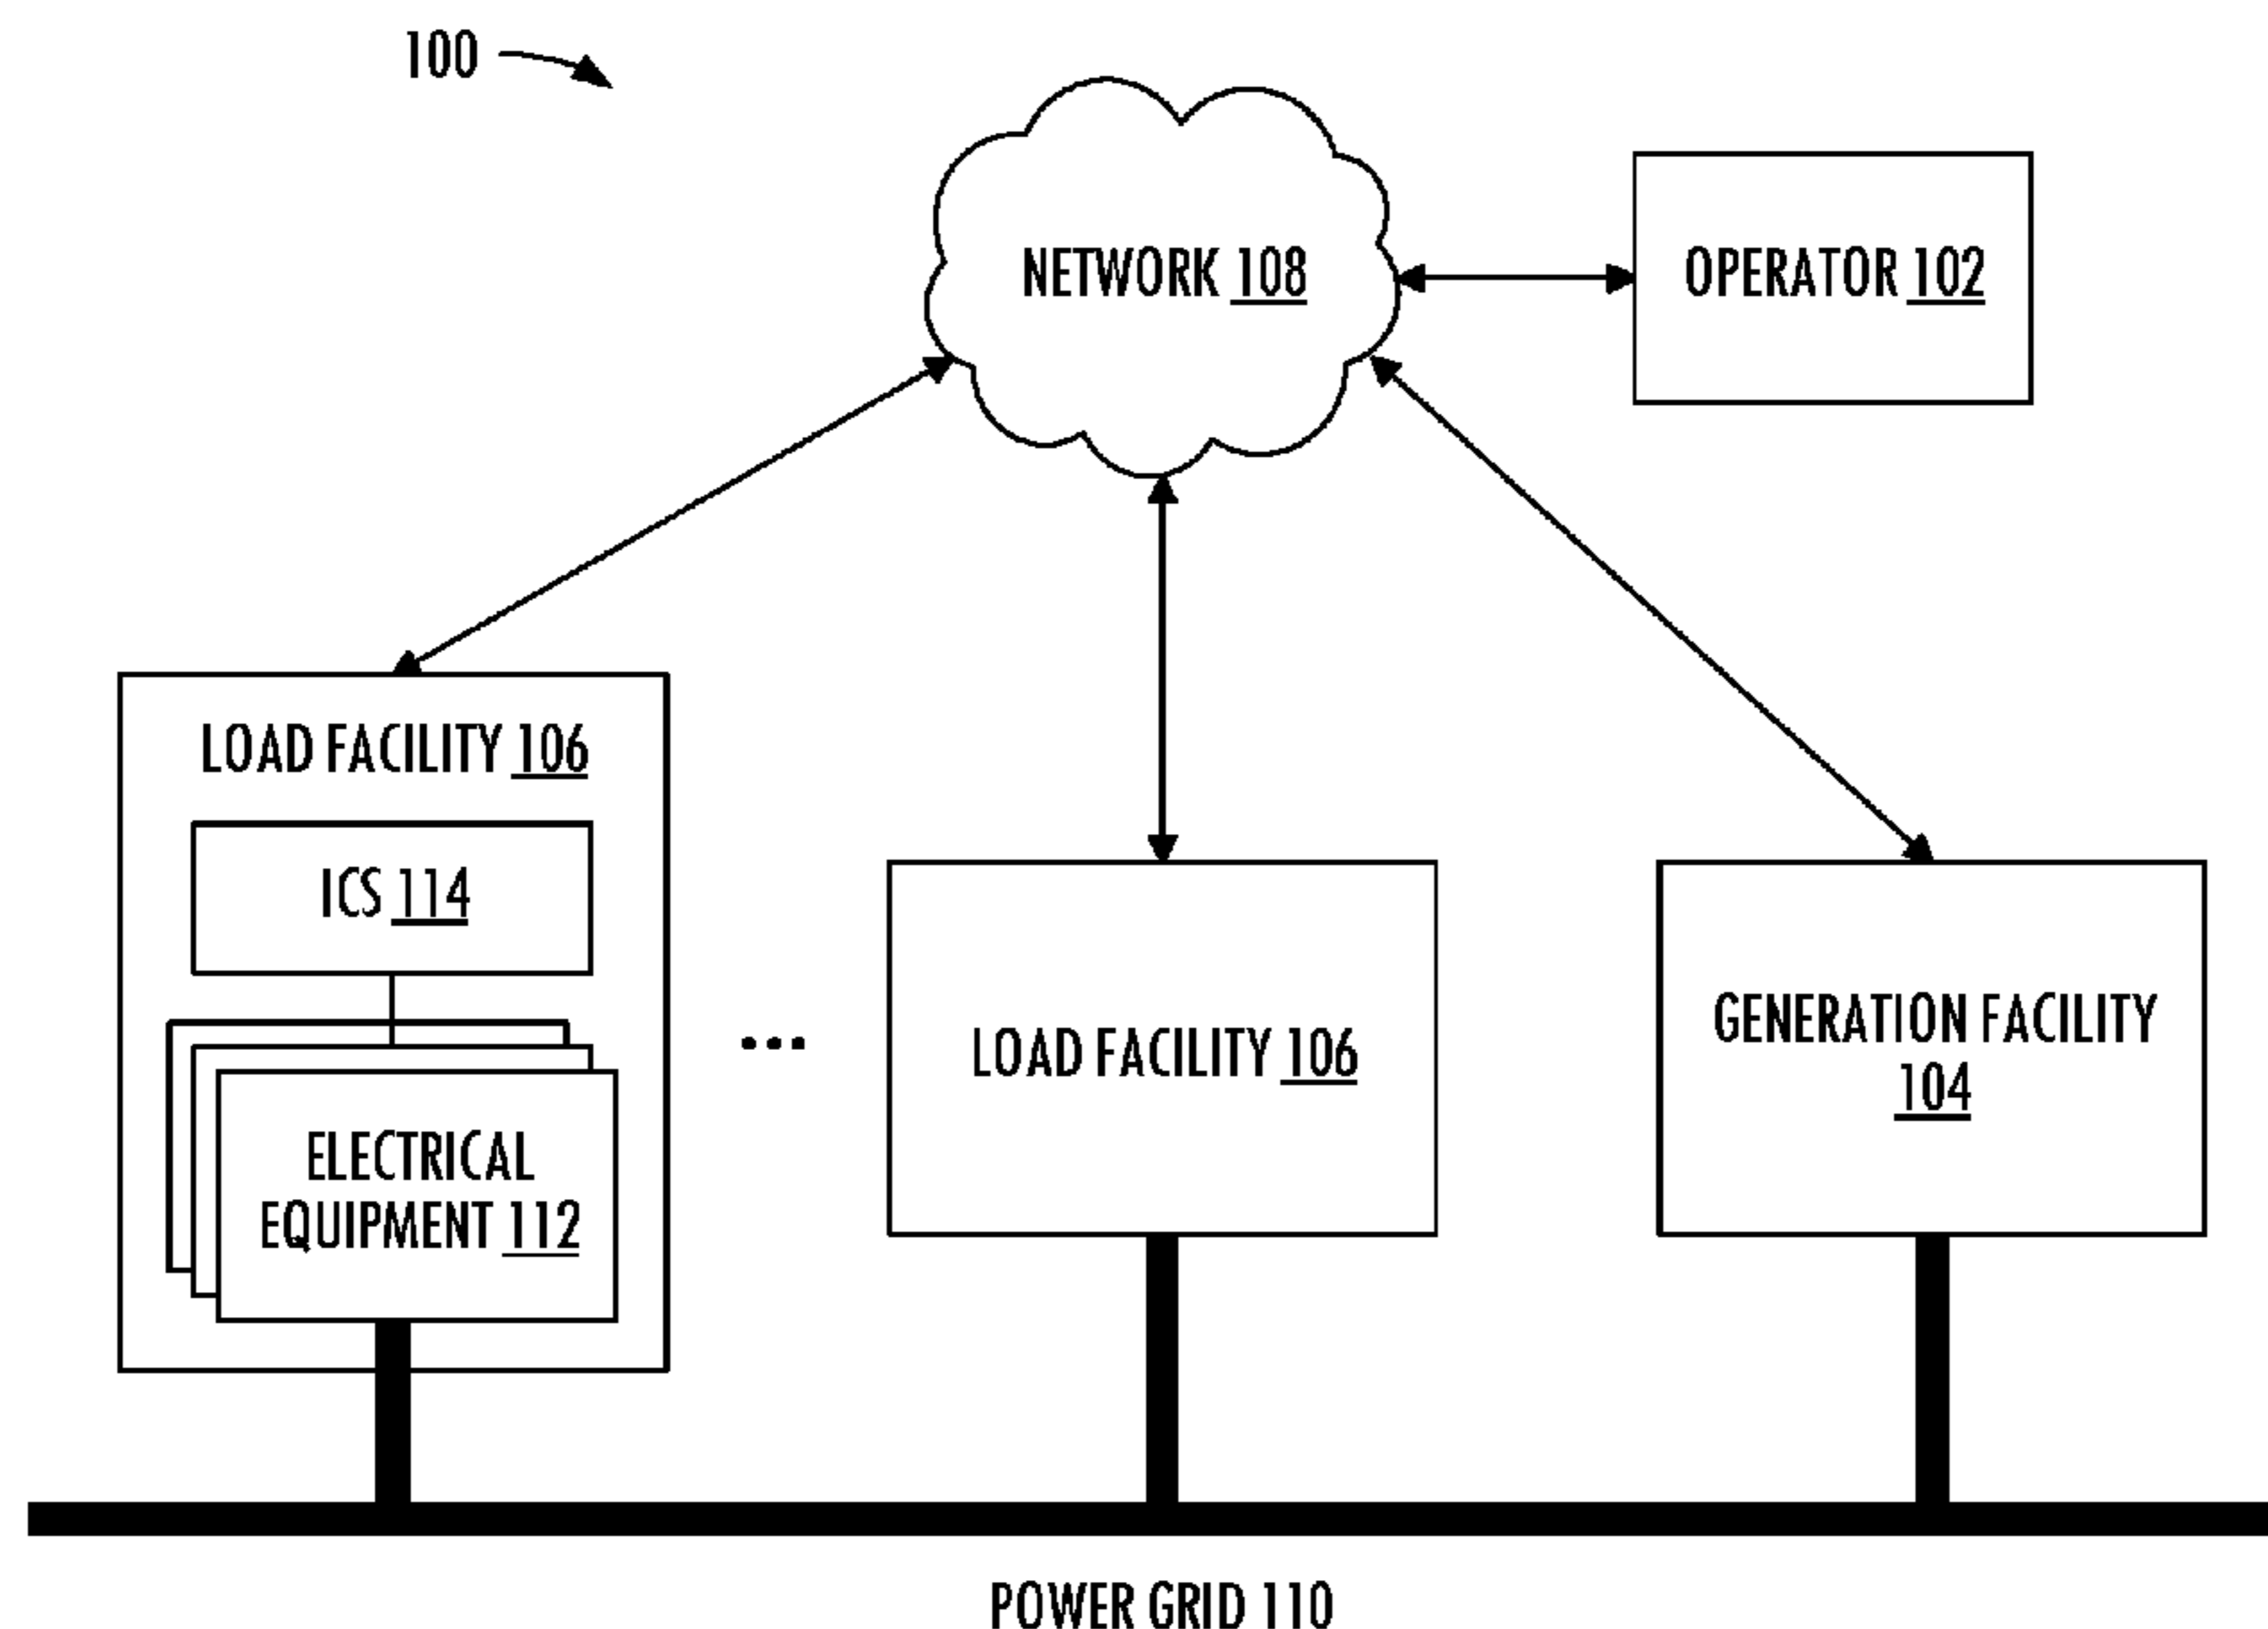 100
NETWORK 108
OPERATOR 102
LOAD FACILITY 106
ICS 114
ELECTRICAL
EQUIPMENT 112
...
LOAD FACILITY 106
GENERATION FACILITY
104
POWER GRID 110